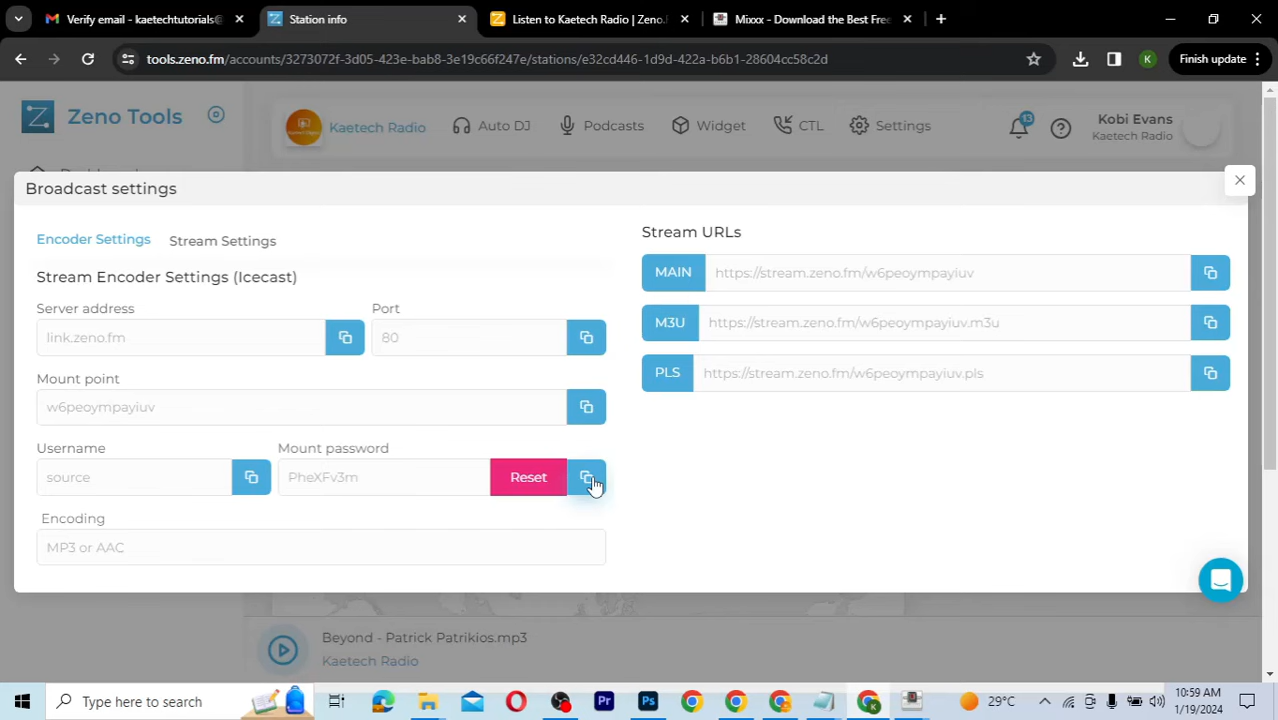 Verify email - kaetechtutorials@
Station info
Listen to Kaetech Radio | Zeno.F
Mixxx - Download the Best Free
tools.zeno.fm/accounts/3273072f-3d05-423e-bab8-3e19c66f247e/stations/e32cd446-1d9d-422a-b6b1-28604cc58c2d
K
Finish update
Zeno Tools
Kaetech Radio
Auto DJ
Podcasts
Widget
CTL
Settings
13
Kobi Evans
Kaetech Radio
Broadcast settings
Encoder Settings
Stream Settings
Stream URLs
Stream Encoder Settings (Icecast)
MAIN
https://stream.zeno.fm/w6peoympayiuv
Server address
Port
link.zeno.fm
80
M3U
https://stream.zeno.fm/w6peoympayiuv.m3u
Mount point
PLS
https://stream.zeno.fm/w6peoympayiuv.pls
w6peoympayiuv
Username
Mount password
source
PheXFv3m
Reset
Encoding
MP3 or AAC
Beyond - Patrick Patrikios.mp3
Kaetech Radio
Type here to search
29°C
10:59 AM
1/19/2024